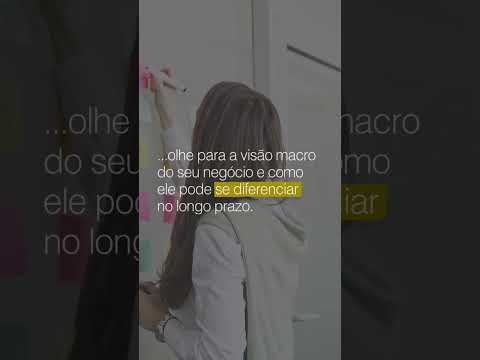 ...olhe para a visão macro
do seu negócio e como
ele pode se diferenciar
no longo prazo.